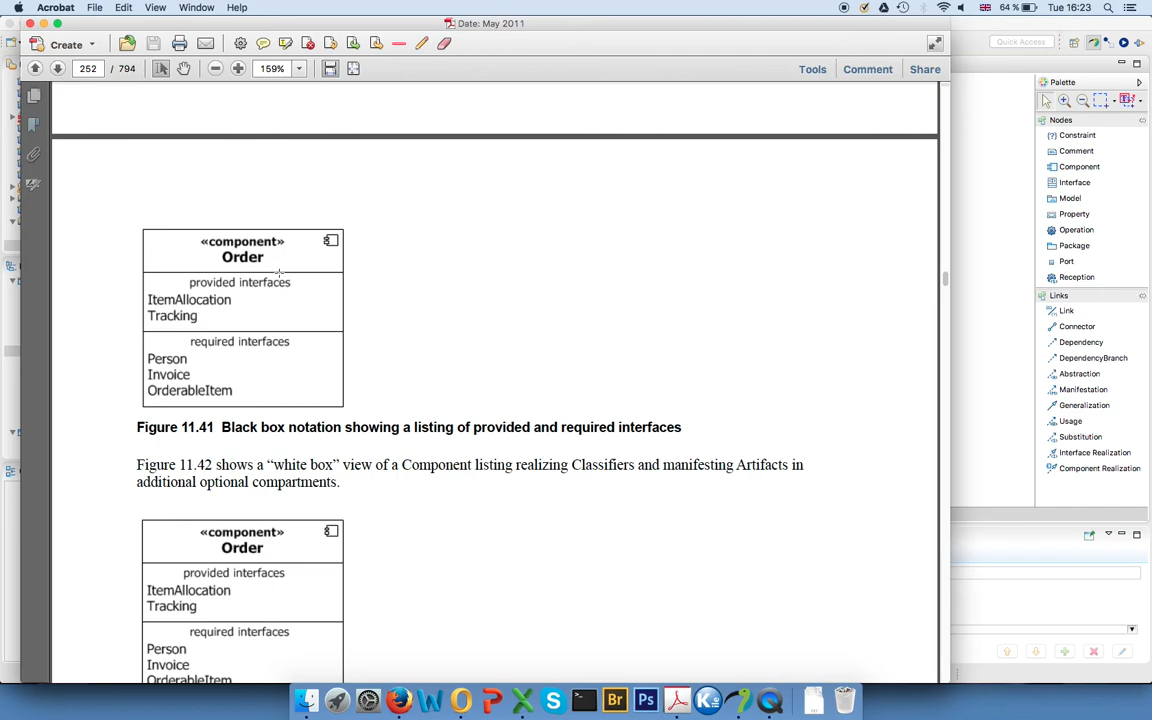 Acrobat File Edit View Window Help
64 % Tue 16:23
Date: May 2011
Create
Quick Access
252 / 794 159%
Tools Comment Share
Palette
Nodes
Constraint
Comment
Component
Interface
Model
Property
Operation
Package
Port
Reception
Links
Link
Connector
Dependency
DependencyBranch
Abstraction
Manifestation
Generalization
Usage
Substitution
Interface Realization
Component Realization
«component»
Order
provided interfaces
ItemAllocation
Tracking
required interfaces
Person
Invoice
OrderableItem
Figure 11.41 Black box notation showing a listing of provided and required interfaces
Figure 11.42 shows a “white box” view of a Component listing realizing Classifiers and manifesting Artifacts in
additional optional compartments.
«component»
Order
provided interfaces
ItemAllocation
Tracking
required interfaces
Person
Invoice
OrderableItem
W O P X S Br Ps K